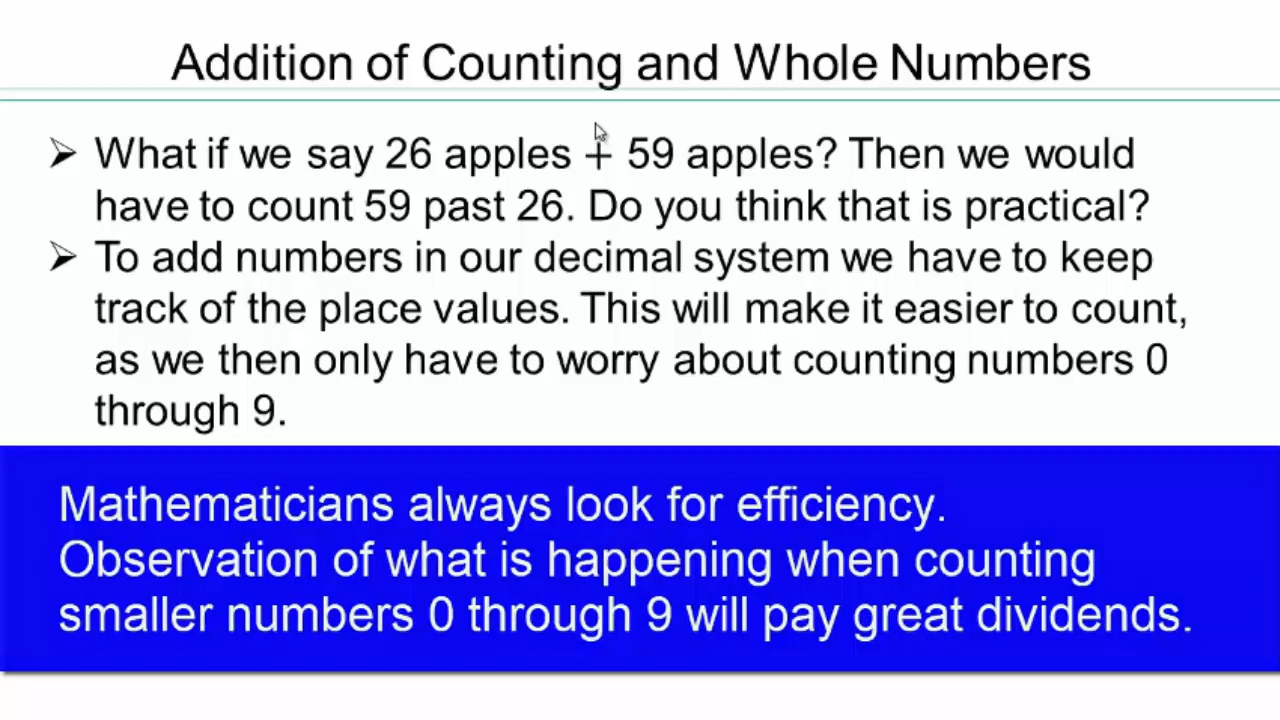 Addition of Counting and Whole Numbers
➢ What if we say 26 apples + 59 apples? Then we would
have to count 59 past 26. Do you think that is practical?
➢ To add numbers in our decimal system we have to keep
track of the place values. This will make it easier to count,
as we then only have to worry about counting numbers 0
through 9.
Mathematicians always look for efficiency.
Observation of what is happening when counting
smaller numbers 0 through 9 will pay great dividends.